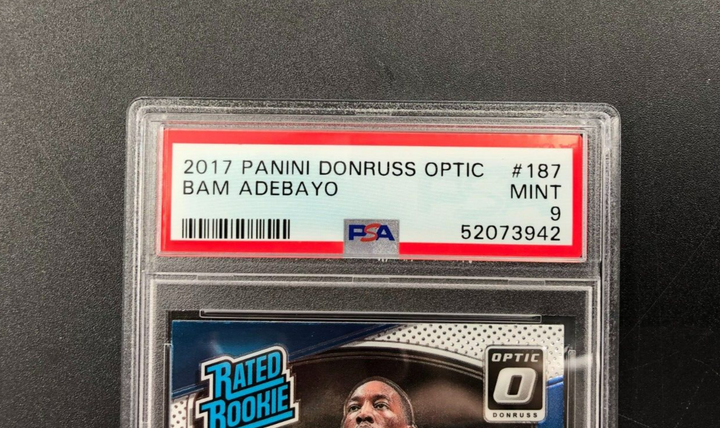 2017 PANINI DONRUSS OPTIC #187
BAM ADEBAYO MINT
9
PSA 52073942
RATED
ROOKIE
OPTIC
O
DONRUSS